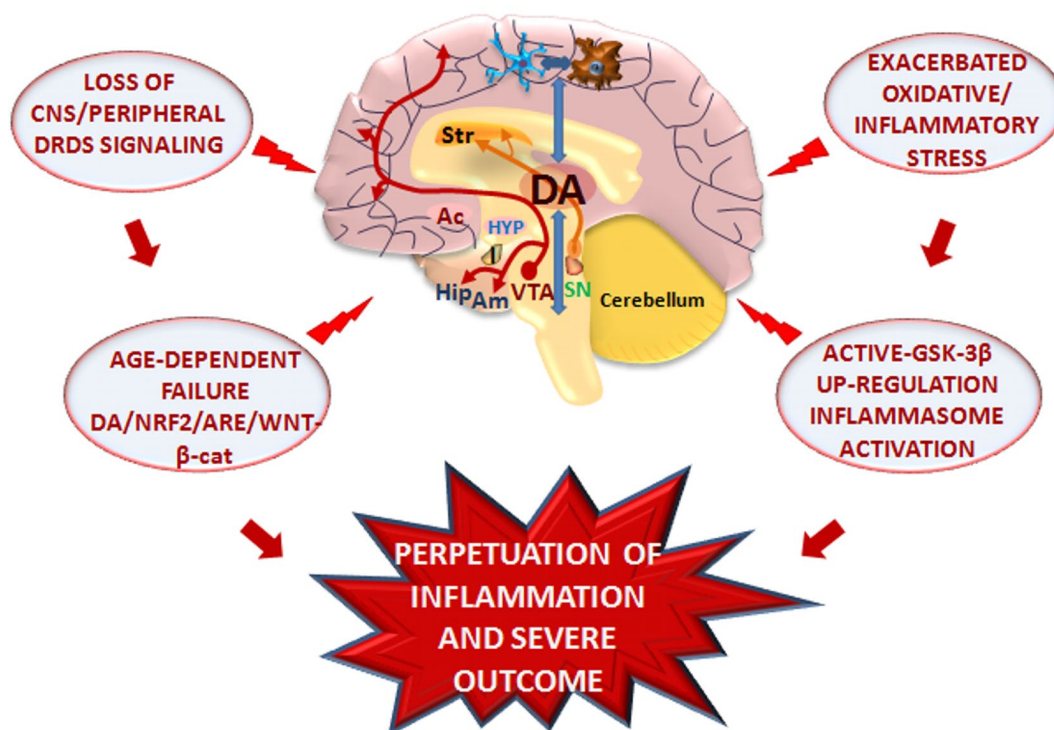 LOSS OF
CNS/PERIPHERAL
DRDS SIGNALING
EXACERBATED
OXIDATIVE/
INFLAMMATORY
STRESS
Str
DA
Ac
HYP
Hip
Am
VTA
SN
Cerebellum
AGE-DEPENDENT
FAILURE
DA/NRF2/ARE/WNT-
β-cat
ACTIVE-GSK-3β
UP-REGULATION
INFLAMMASOME
ACTIVATION
PERPETUATION OF
INFLAMMATION
AND SEVERE
OUTCOME